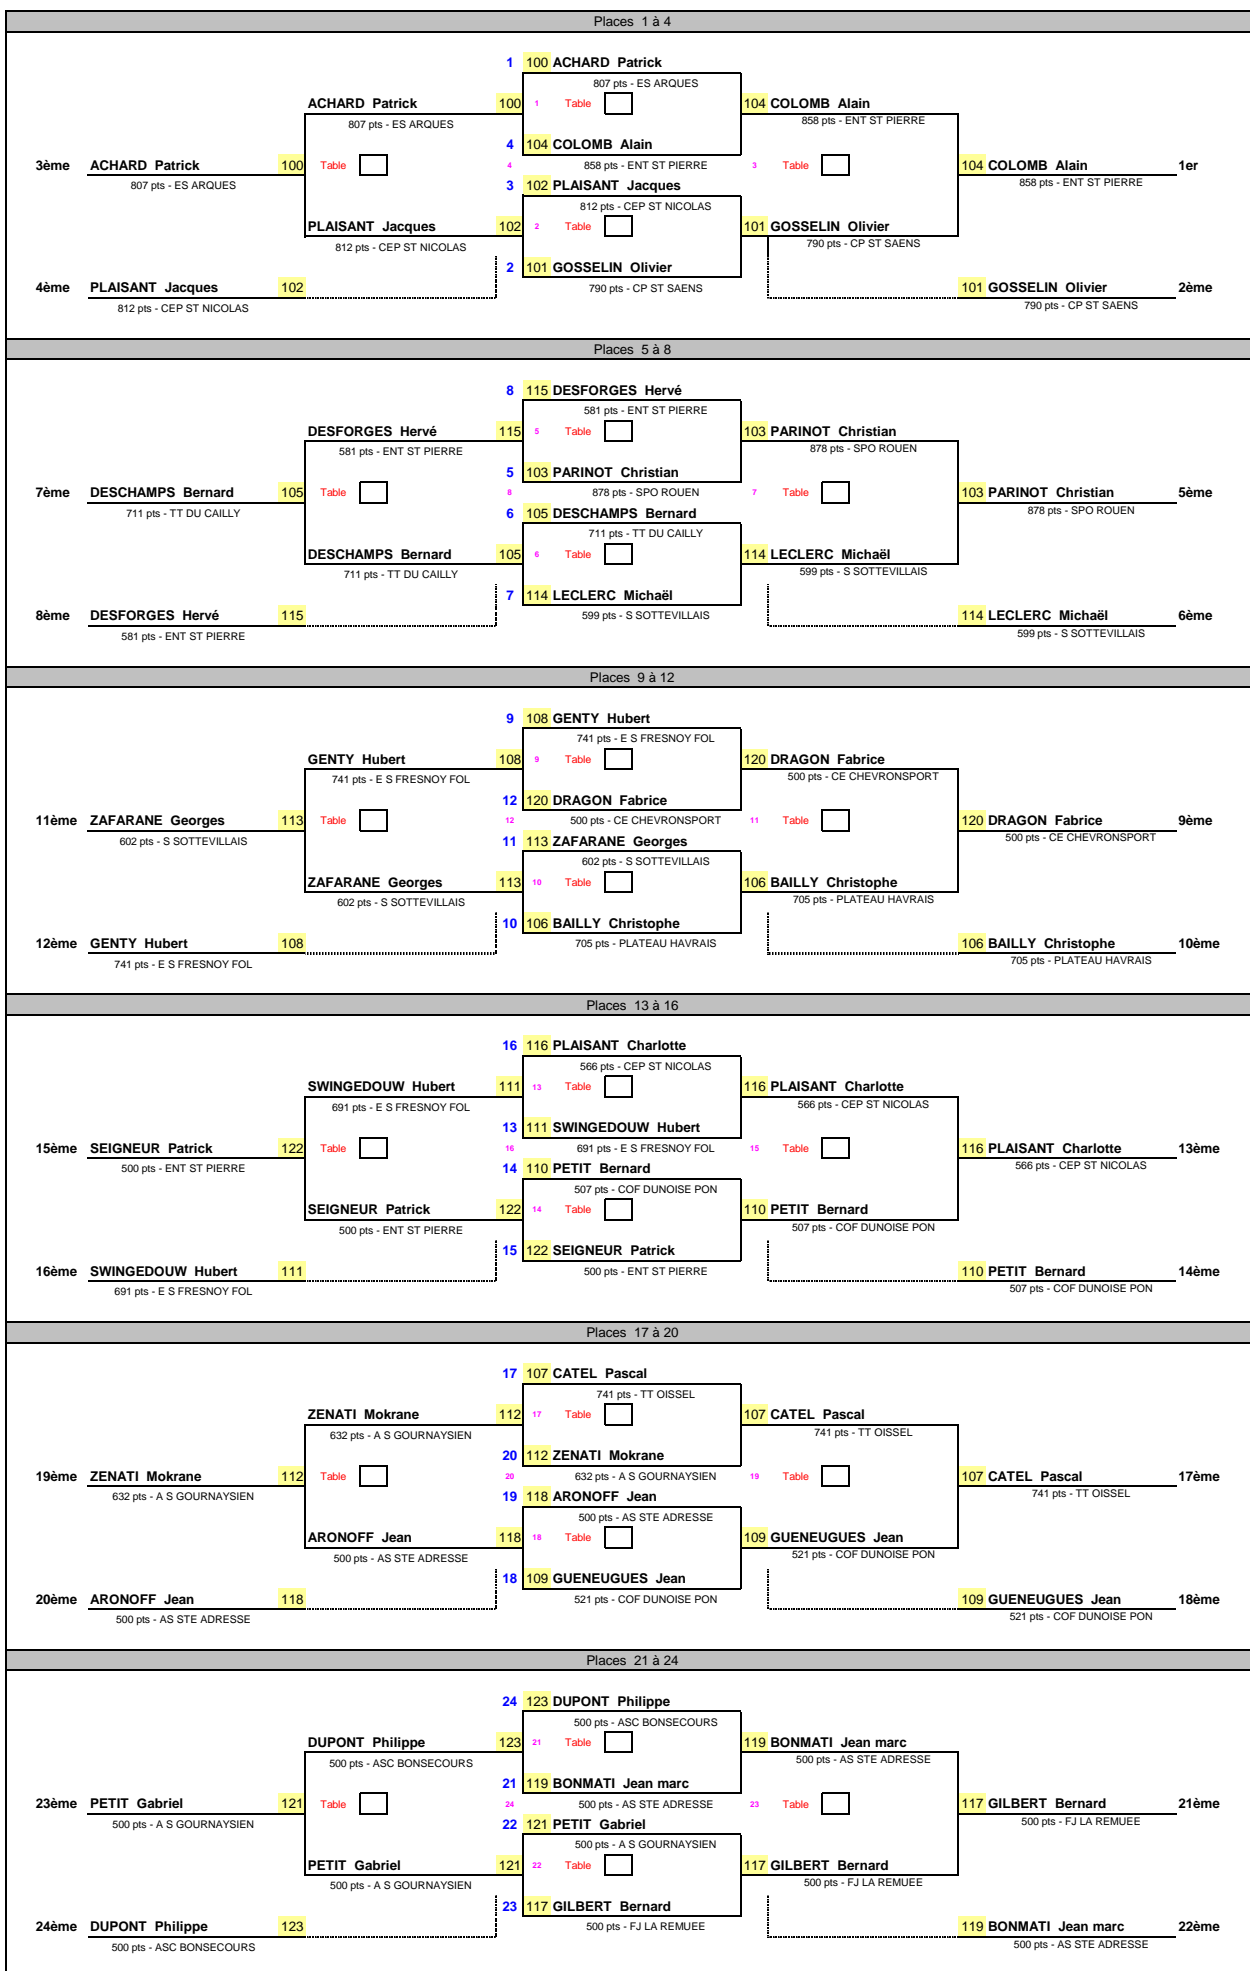 Places 1 à 4
1 100 ACHARD Patrick
807 pts - ES ARQUES
ACHARD Patrick 100 1 Table 104 COLOMB Alain
807 pts - ES ARQUES 858 pts - ENT ST PIERRE
4 104 COLOMB Alain
3ème ACHARD Patrick 100 Table 4 858 pts - ENT ST PIERRE 3 Table 104 COLOMB Alain 1er
807 pts - ES ARQUES 3 102 PLAISANT Jacques 858 pts - ENT ST PIERRE
812 pts - CEP ST NICOLAS
PLAISANT Jacques 102 2 Table 101 GOSSELIN Olivier
812 pts - CEP ST NICOLAS 790 pts - CP ST SAENS
2 101 GOSSELIN Olivier
4ème PLAISANT Jacques 102 790 pts - CP ST SAENS 101 GOSSELIN Olivier 2ème
812 pts - CEP ST NICOLAS 790 pts - CP ST SAENS
Places 5 à 8
8 115 DESFORGES Hervé
581 pts - ENT ST PIERRE
DESFORGES Hervé 115 5 Table 103 PARINOT Christian
581 pts - ENT ST PIERRE 878 pts - SPO ROUEN
5 103 PARINOT Christian
7ème DESCHAMPS Bernard 105 Table 8 878 pts - SPO ROUEN 7 Table 103 PARINOT Christian 5ème
711 pts - TT DU CAILLY 6 105 DESCHAMPS Bernard 878 pts - SPO ROUEN
711 pts - TT DU CAILLY
DESCHAMPS Bernard 105 6 Table 114 LECLERC Michaël
711 pts - TT DU CAILLY 599 pts - S SOTTEVILLAIS
7 114 LECLERC Michaël
8ème DESFORGES Hervé 115 599 pts - S SOTTEVILLAIS 114 LECLERC Michaël 6ème
581 pts - ENT ST PIERRE 599 pts - S SOTTEVILLAIS
Places 9 à 12
9 108 GENTY Hubert
741 pts - E S FRESNOY FOL
GENTY Hubert 108 9 Table 120 DRAGON Fabrice
741 pts - E S FRESNOY FOL 500 pts - CE CHEVRONSPORT
12 120 DRAGON Fabrice
11ème ZAFARANE Georges 113 Table 12 500 pts - CE CHEVRONSPORT 11 Table 120 DRAGON Fabrice 9ème
602 pts - S SOTTEVILLAIS 11 113 ZAFARANE Georges 500 pts - CE CHEVRONSPORT
602 pts - S SOTTEVILLAIS
ZAFARANE Georges 113 10 Table 106 BAILLY Christophe
602 pts - S SOTTEVILLAIS 705 pts - PLATEAU HAVRAIS
10 106 BAILLY Christophe
12ème GENTY Hubert 108 705 pts - PLATEAU HAVRAIS 106 BAILLY Christophe 10ème
741 pts - E S FRESNOY FOL 705 pts - PLATEAU HAVRAIS
Places 13 à 16
16 116 PLAISANT Charlotte
566 pts - CEP ST NICOLAS
SWINGEDOUW Hubert 111 13 Table 116 PLAISANT Charlotte
691 pts - E S FRESNOY FOL 566 pts - CEP ST NICOLAS
13 111 SWINGEDOUW Hubert
15ème SEIGNEUR Patrick 122 Table 16 691 pts - E S FRESNOY FOL 15 Table 116 PLAISANT Charlotte 13ème
500 pts - ENT ST PIERRE 14 110 PETIT Bernard 566 pts - CEP ST NICOLAS
507 pts - COF DUNOISE PON
SEIGNEUR Patrick 122 14 Table 110 PETIT Bernard
500 pts - ENT ST PIERRE 507 pts - COF DUNOISE PON
15 122 SEIGNEUR Patrick
16ème SWINGEDOUW Hubert 111 500 pts - ENT ST PIERRE 110 PETIT Bernard 14ème
691 pts - E S FRESNOY FOL 507 pts - COF DUNOISE PON
Places 17 à 20
17 107 CATEL Pascal
741 pts - TT OISSEL
ZENATI Mokrane 112 17 Table 107 CATEL Pascal
632 pts - A S GOURNAYSIEN 741 pts - TT OISSEL
20 112 ZENATI Mokrane
19ème ZENATI Mokrane 112 Table 20 632 pts - A S GOURNAYSIEN 19 Table 107 CATEL Pascal 17ème
632 pts - A S GOURNAYSIEN 19 118 ARONOFF Jean 741 pts - TT OISSEL
500 pts - AS STE ADRESSE
ARONOFF Jean 118 18 Table 109 GUENEUGUES Jean
500 pts - AS STE ADRESSE 521 pts - COF DUNOISE PON
18 109 GUENEUGUES Jean
20ème ARONOFF Jean 118 521 pts - COF DUNOISE PON 109 GUENEUGUES Jean 18ème
500 pts - AS STE ADRESSE 521 pts - COF DUNOISE PON
Places 21 à 24
24 123 DUPONT Philippe
500 pts - ASC BONSECOURS
DUPONT Philippe 123 21 Table 119 BONMATI Jean marc
500 pts - ASC BONSECOURS 500 pts - AS STE ADRESSE
21 119 BONMATI Jean marc
23ème PETIT Gabriel 121 Table 24 500 pts - AS STE ADRESSE 23 Table 117 GILBERT Bernard 21ème
500 pts - A S GOURNAYSIEN 22 121 PETIT Gabriel 500 pts - FJ LA REMUEE
500 pts - A S GOURNAYSIEN
PETIT Gabriel 121 22 Table 117 GILBERT Bernard
500 pts - A S GOURNAYSIEN 500 pts - FJ LA REMUEE
23 117 GILBERT Bernard
24ème DUPONT Philippe 123 500 pts - FJ LA REMUEE 119 BONMATI Jean marc 22ème
500 pts - ASC BONSECOURS 500 pts - AS STE ADRESSE